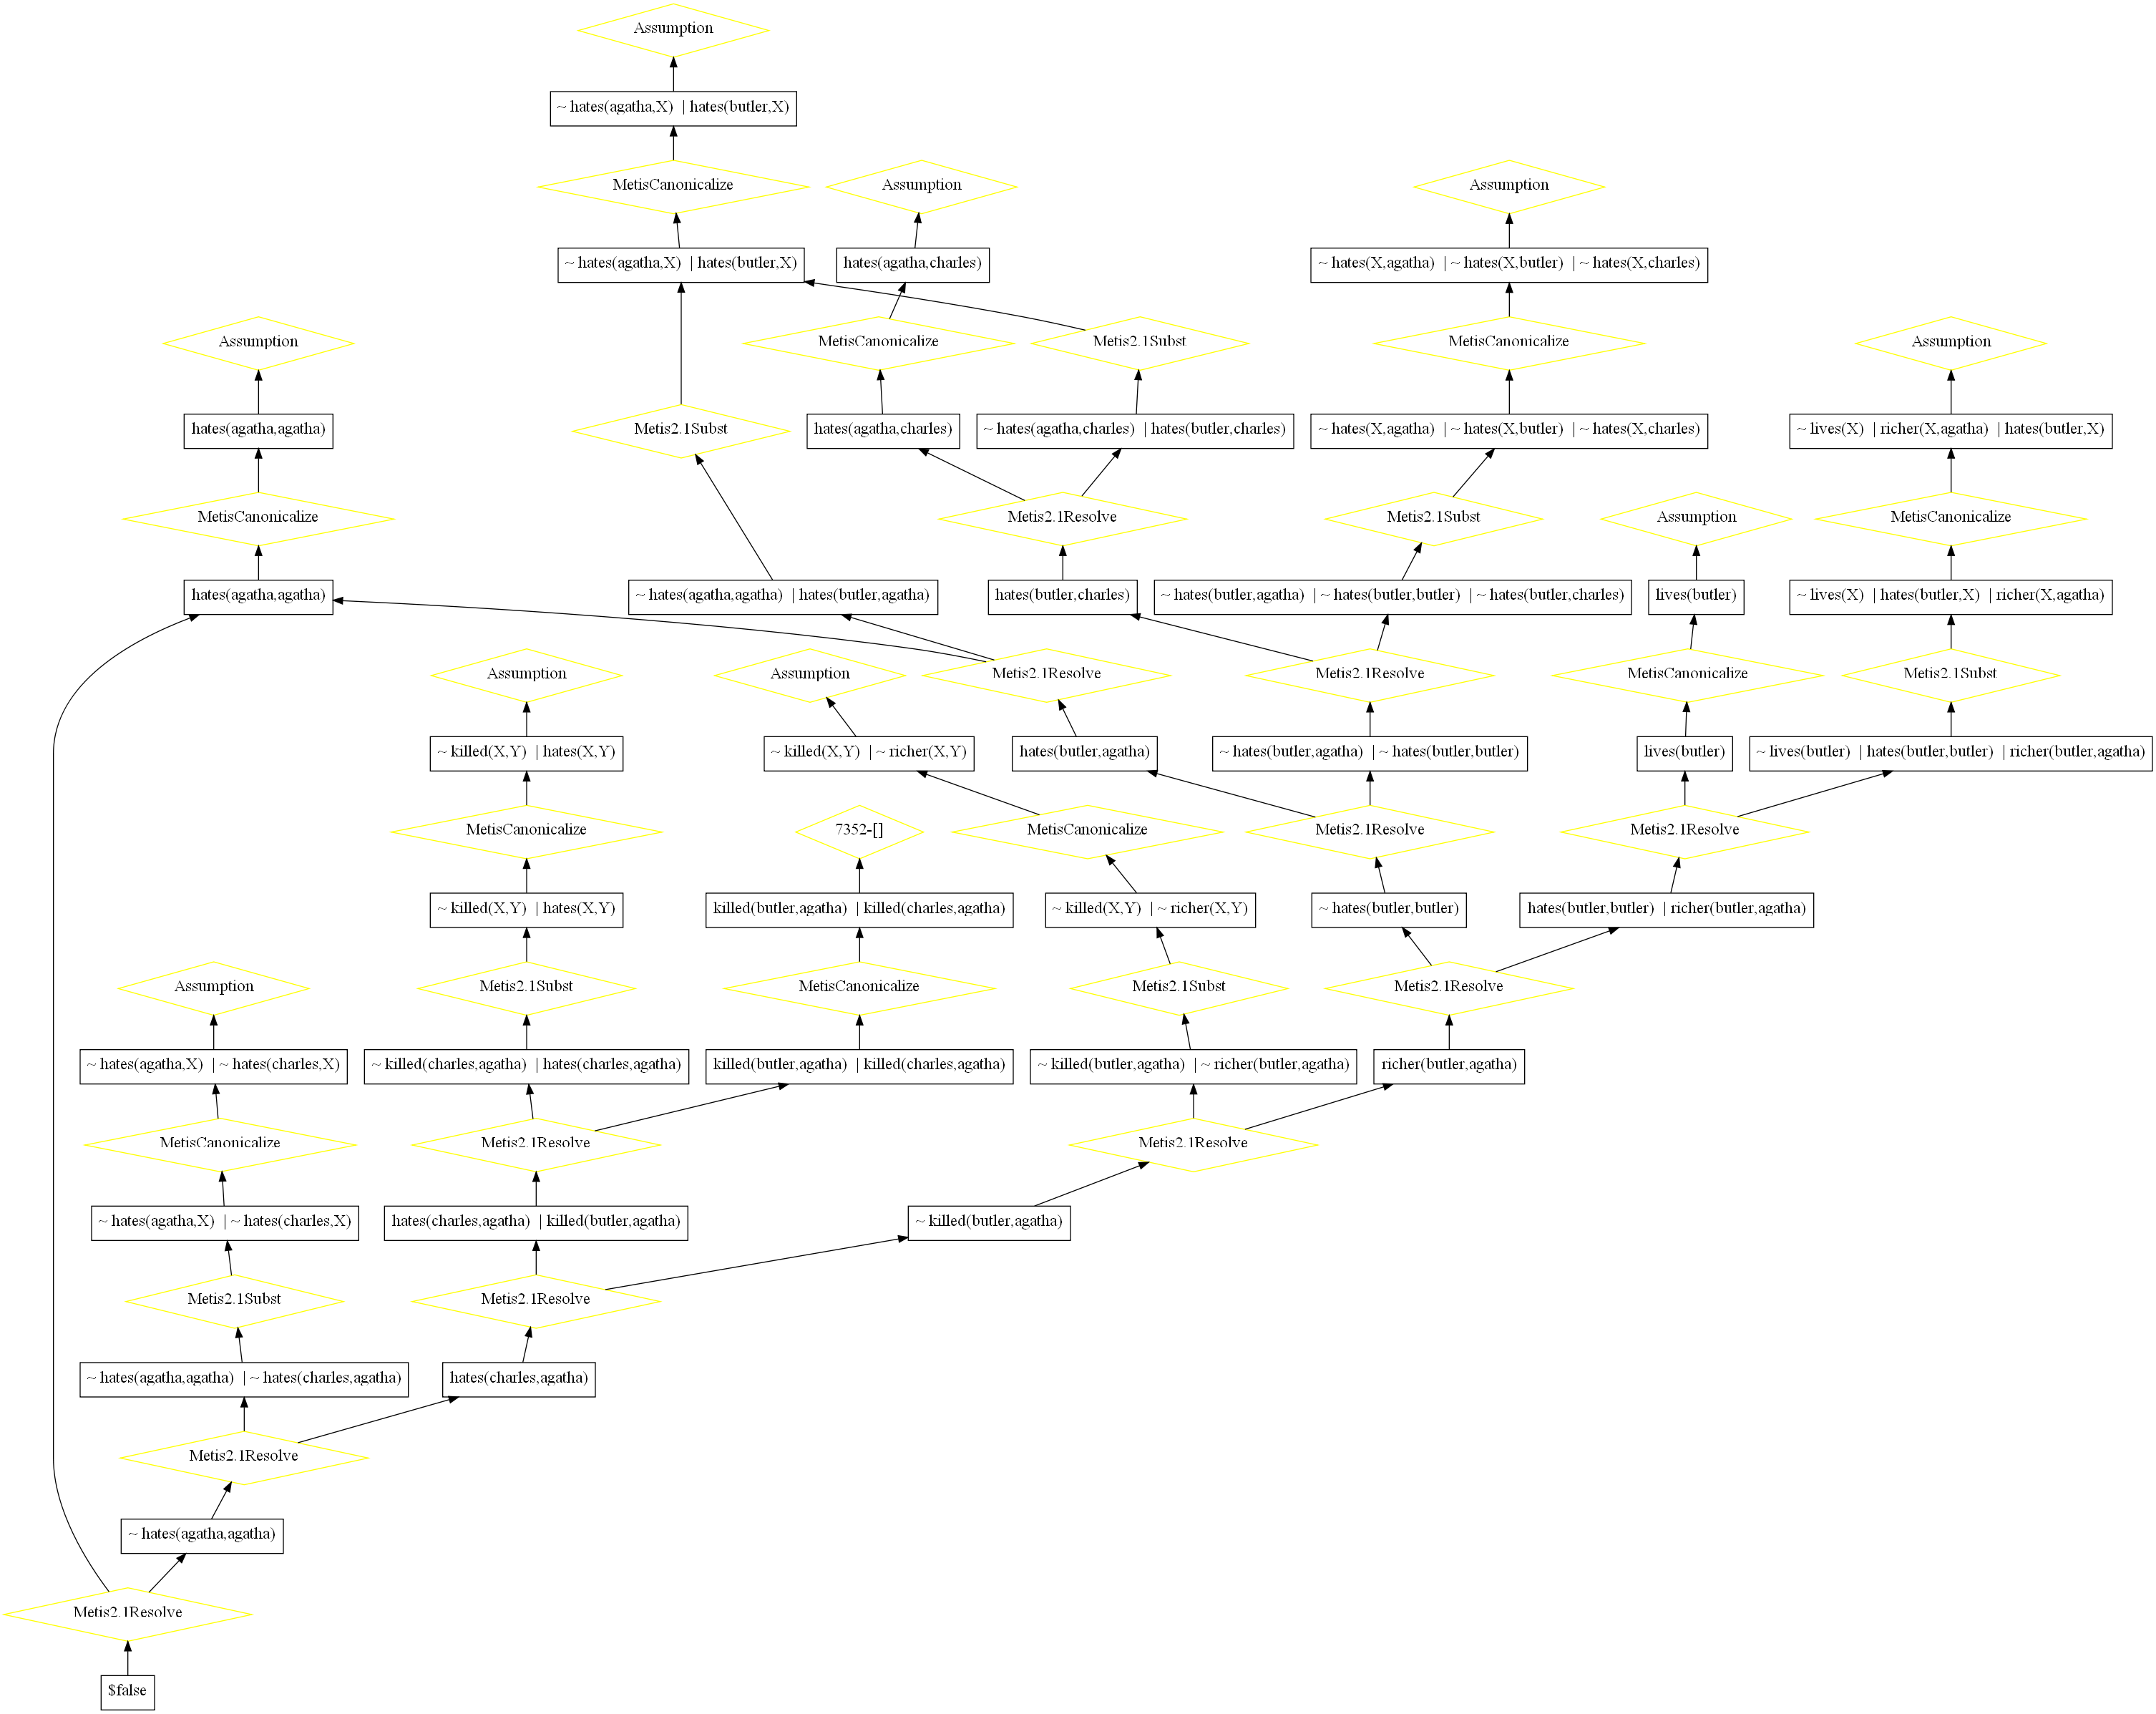 Assumption
~ hates(agatha,X) | hates(butler,X)
MetisCanonicalize
Assumption
Assumption
~ hates(agatha,X) | hates(butler,X)
hates(agatha,charles)
~ hates(X,agatha) | ~ hates(X,butler) | ~ hates(X,charles)
Assumption
MetisCanonicalize
Metis2.1Subst
MetisCanonicalize
Assumption
hates(agatha,agatha)
Metis2.1Subst
hates(agatha,charles)
~ hates(agatha,charles) | hates(butler,charles)
~ hates(X,agatha) | ~ hates(X,butler) | ~ hates(X,charles)
~ lives(X) | richer(X,agatha) | hates(butler,X)
MetisCanonicalize
Metis2.1Resolve
Metis2.1Subst
Assumption
MetisCanonicalize
hates(agatha,agatha)
~ hates(agatha,agatha) | hates(butler,agatha)
hates(butler,charles)
~ hates(butler,agatha) | ~ hates(butler,butler) | ~ hates(butler,charles)
lives(butler)
~ lives(X) | hates(butler,X) | richer(X,agatha)
Assumption
Assumption
Metis2.1Resolve
Metis2.1Resolve
MetisCanonicalize
Metis2.1Subst
~ killed(X,Y) | hates(X,Y)
~ killed(X,Y) | ~ richer(X,Y)
hates(butler,agatha)
~ hates(butler,agatha) | ~ hates(butler,butler)
lives(butler)
~ lives(butler) | hates(butler,butler) | richer(butler,agatha)
MetisCanonicalize
7352-[]
MetisCanonicalize
Metis2.1Resolve
Metis2.1Resolve
~ killed(X,Y) | hates(X,Y)
killed(butler,agatha) | killed(charles,agatha)
~ killed(X,Y) | ~ richer(X,Y)
~ hates(butler,butler)
hates(butler,butler) | richer(butler,agatha)
Assumption
Metis2.1Subst
MetisCanonicalize
Metis2.1Subst
Metis2.1Resolve
~ hates(agatha,X) | ~ hates(charles,X)
~ killed(charles,agatha) | hates(charles,agatha)
killed(butler,agatha) | killed(charles,agatha)
~ killed(butler,agatha) | ~ richer(butler,agatha)
richer(butler,agatha)
MetisCanonicalize
Metis2.1Resolve
Metis2.1Resolve
~ hates(agatha,X) | ~ hates(charles,X)
hates(charles,agatha) | killed(butler,agatha)
~ killed(butler,agatha)
Metis2.1Subst
Metis2.1Resolve
~ hates(agatha,agatha) | ~ hates(charles,agatha)
hates(charles,agatha)
Metis2.1Resolve
~ hates(agatha,agatha)
Metis2.1Resolve
$false